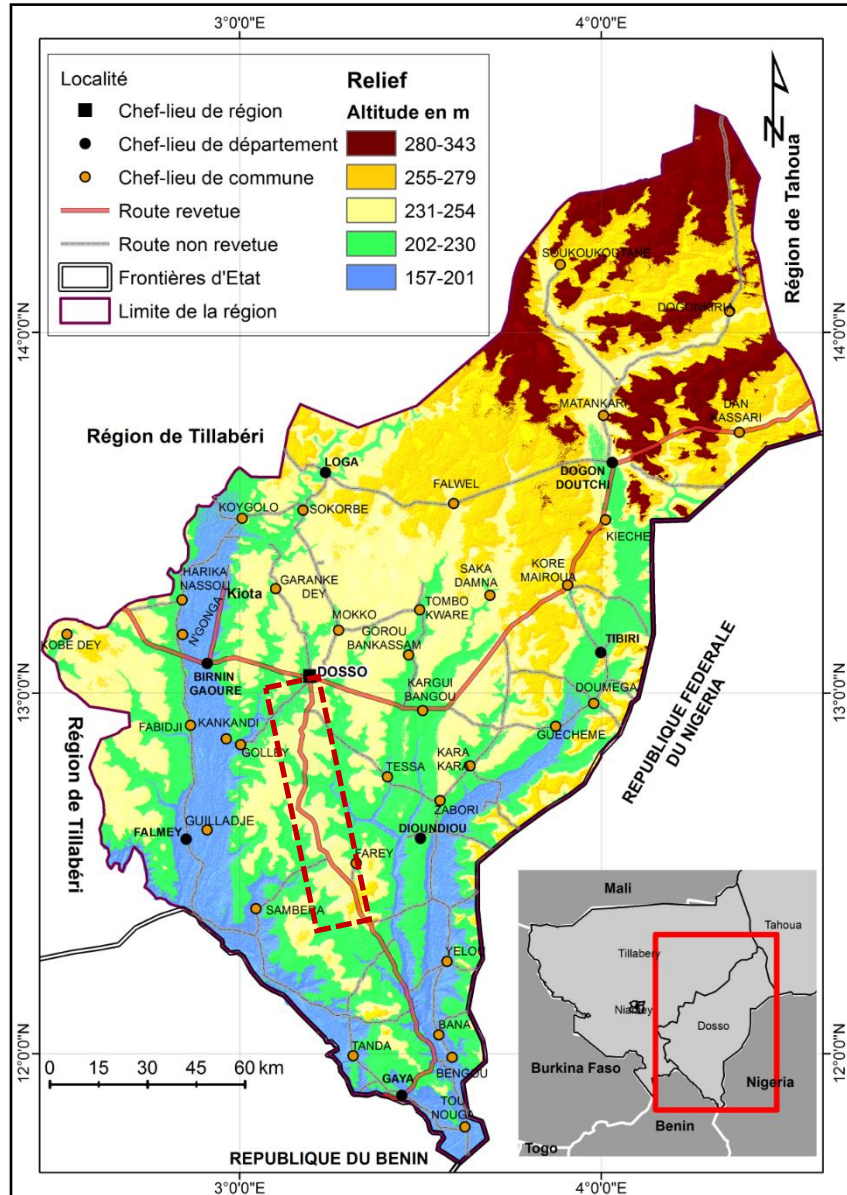 3°0'0"E
4°0'0"E
Localité
Chef-lieu de région
Chef-lieu de département
Chef-lieu de commune
Route revetue
Route non revetue
Frontières d'Etat
Limite de la région
Relief
Altitude en m
280-343
255-279
231-254
202-230
157-201
N
Région de Tahoua
SOUKOUKOUTANE
DOGONKIRIA
14°0'0"N
14°0'0"N
MATANKARI
DAN
KASSARI
Région de Tillabéri
LOGA
DOGON
DOUTCHI
FALWEL
KOYGOLO
SOKORBE
KIECHE
HARIKA
NASSOU
GARANKE
DEY
SAKA
DAMNA
KORE
MAIROUA
Kiota
N'GONGA
MOKKO
TOMBO
KWARE
GOROU
BANKASSAM
TIBIRI
KOBE DEY
BIRNIN
GAOURE
DOSSO
KARGUI
BANGOU
13°0'0"N
13°0'0"N
DOUMEGA
FABIDJI
KANKANDI
GOLLEY
GUECHEME
REPUBLIQUE FEDERALE
DU NIGERIA
Région de Tillabéri
TESSA
KARA
KARA
ZABORI
GUILLADJE
FALMEY
DIOUNDIOU
FAREY
SAMBERA
YELOU
BANA
12°0'0"N
12°0'0"N
TANDA
BENGOU
0 15 30 45 60 km
GAYA
TOU
NOUGA
REPUBLIQUE DU BENIN
Mali
Tahoua
Tillabery
Dosso
Burkina Faso
Nigeria
Benin
Togo
3°0'0"E
4°0'0"E